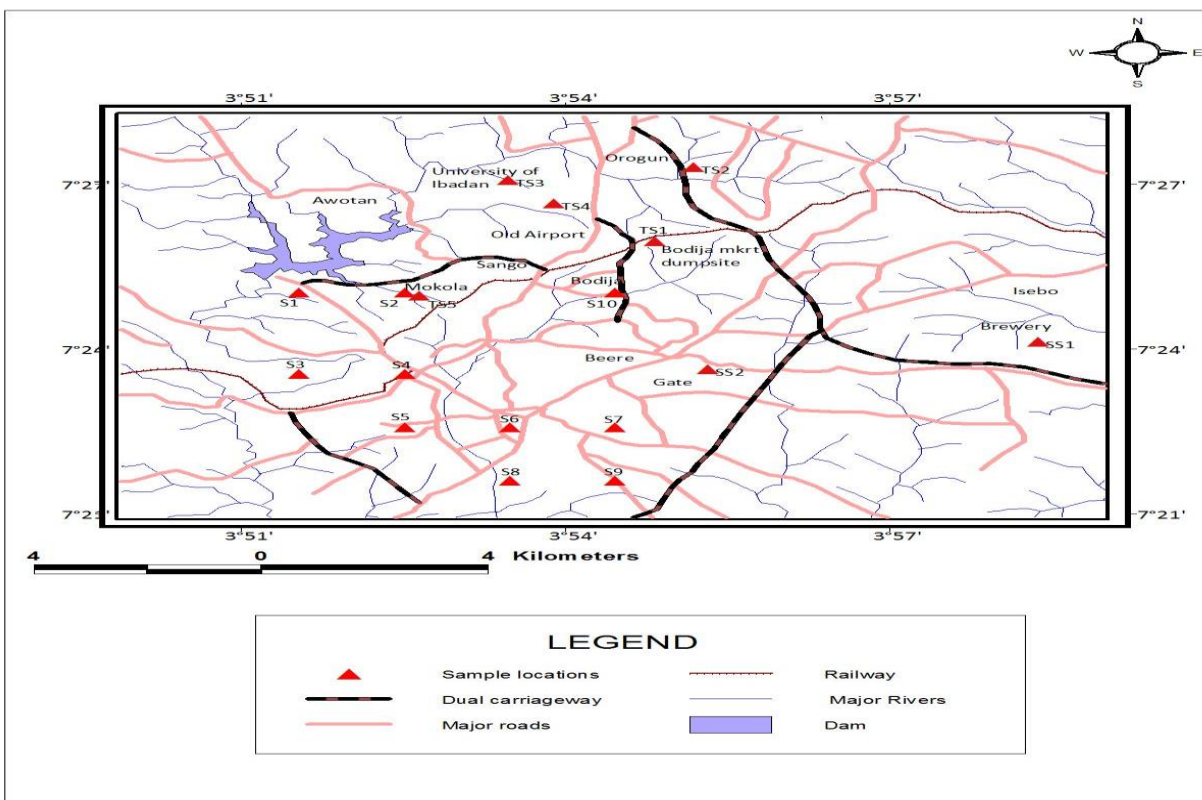 N
W E
S
3°51' 3°54' 3°57'
Orogun
TS2
University of
Ibadan TS3
7°27' 7°27'
Awotan
TS4
Old Airport
TS1
Bodija mkrt
dumpsite
Sango
Bodija
Mokola
Isebo
S1 S2 TS5 S10
Brewery
SS1
7°24' 7°24'
Beere
S3 S4
SS2
Gate
S5 S6 S7
S8 S9
7°21' 7°21'
3°51' 3°54' 3°57'
4 0 4 Kilometers
LEGEND
Sample locations Railway
Dual carriageway Major Rivers
Major roads Dam